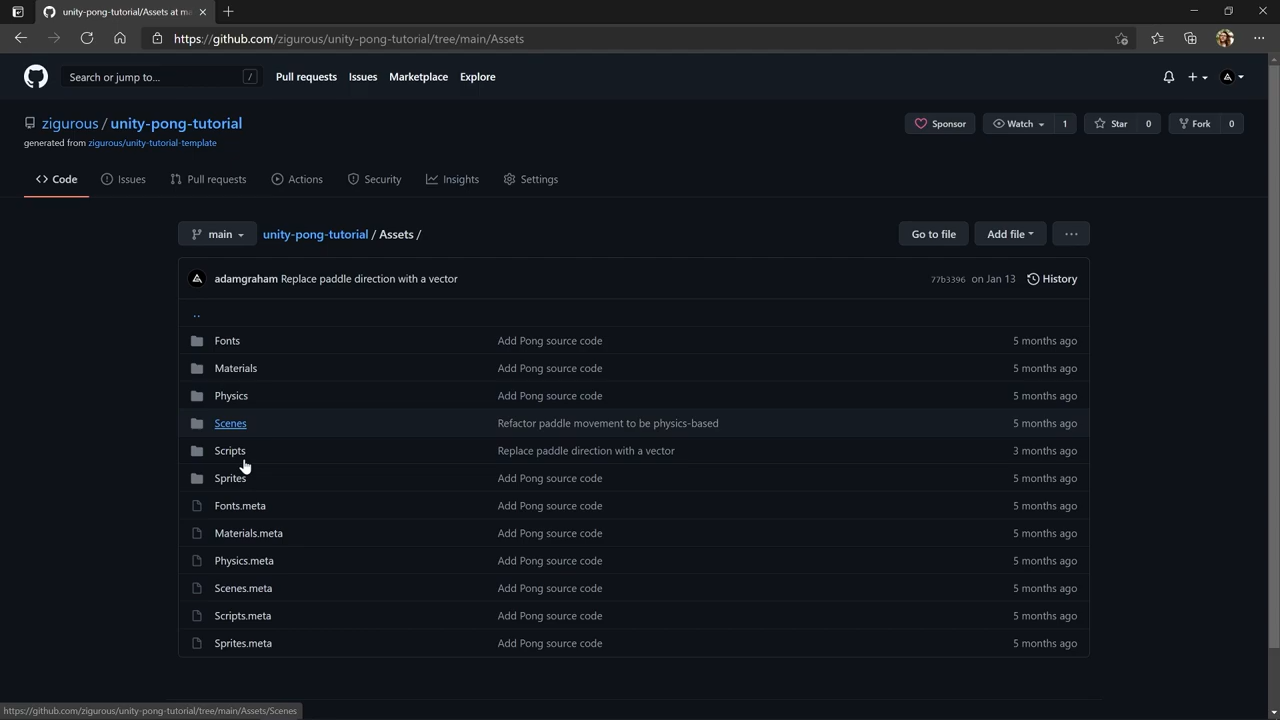 unity-pong-tutorial/Assets at ma
https://github.com/zigurous/unity-pong-tutorial/tree/main/Assets
Search or jump to... /
Pull requests Issues Marketplace Explore
zigurous / unity-pong-tutorial
Sponsor Watch 1 Star 0 Fork 0
generated from zigurous/unity-tutorial-template
Code Issues Pull requests Actions Security Insights Settings
main unity-pong-tutorial / Assets / Go to file Add file ...
adamgraham Replace paddle direction with a vector 77b3396 on Jan 13 History
..
Fonts Add Pong source code 5 months ago
Materials Add Pong source code 5 months ago
Physics Add Pong source code 5 months ago
Scenes Refactor paddle movement to be physics-based 5 months ago
Scripts Replace paddle direction with a vector 3 months ago
Sprites Add Pong source code 5 months ago
Fonts.meta Add Pong source code 5 months ago
Materials.meta Add Pong source code 5 months ago
Physics.meta Add Pong source code 5 months ago
Scenes.meta Add Pong source code 5 months ago
Scripts.meta Add Pong source code 5 months ago
Sprites.meta Add Pong source code 5 months ago
https://github.com/zigurous/unity-pong-tutorial/tree/main/Assets/Scenes